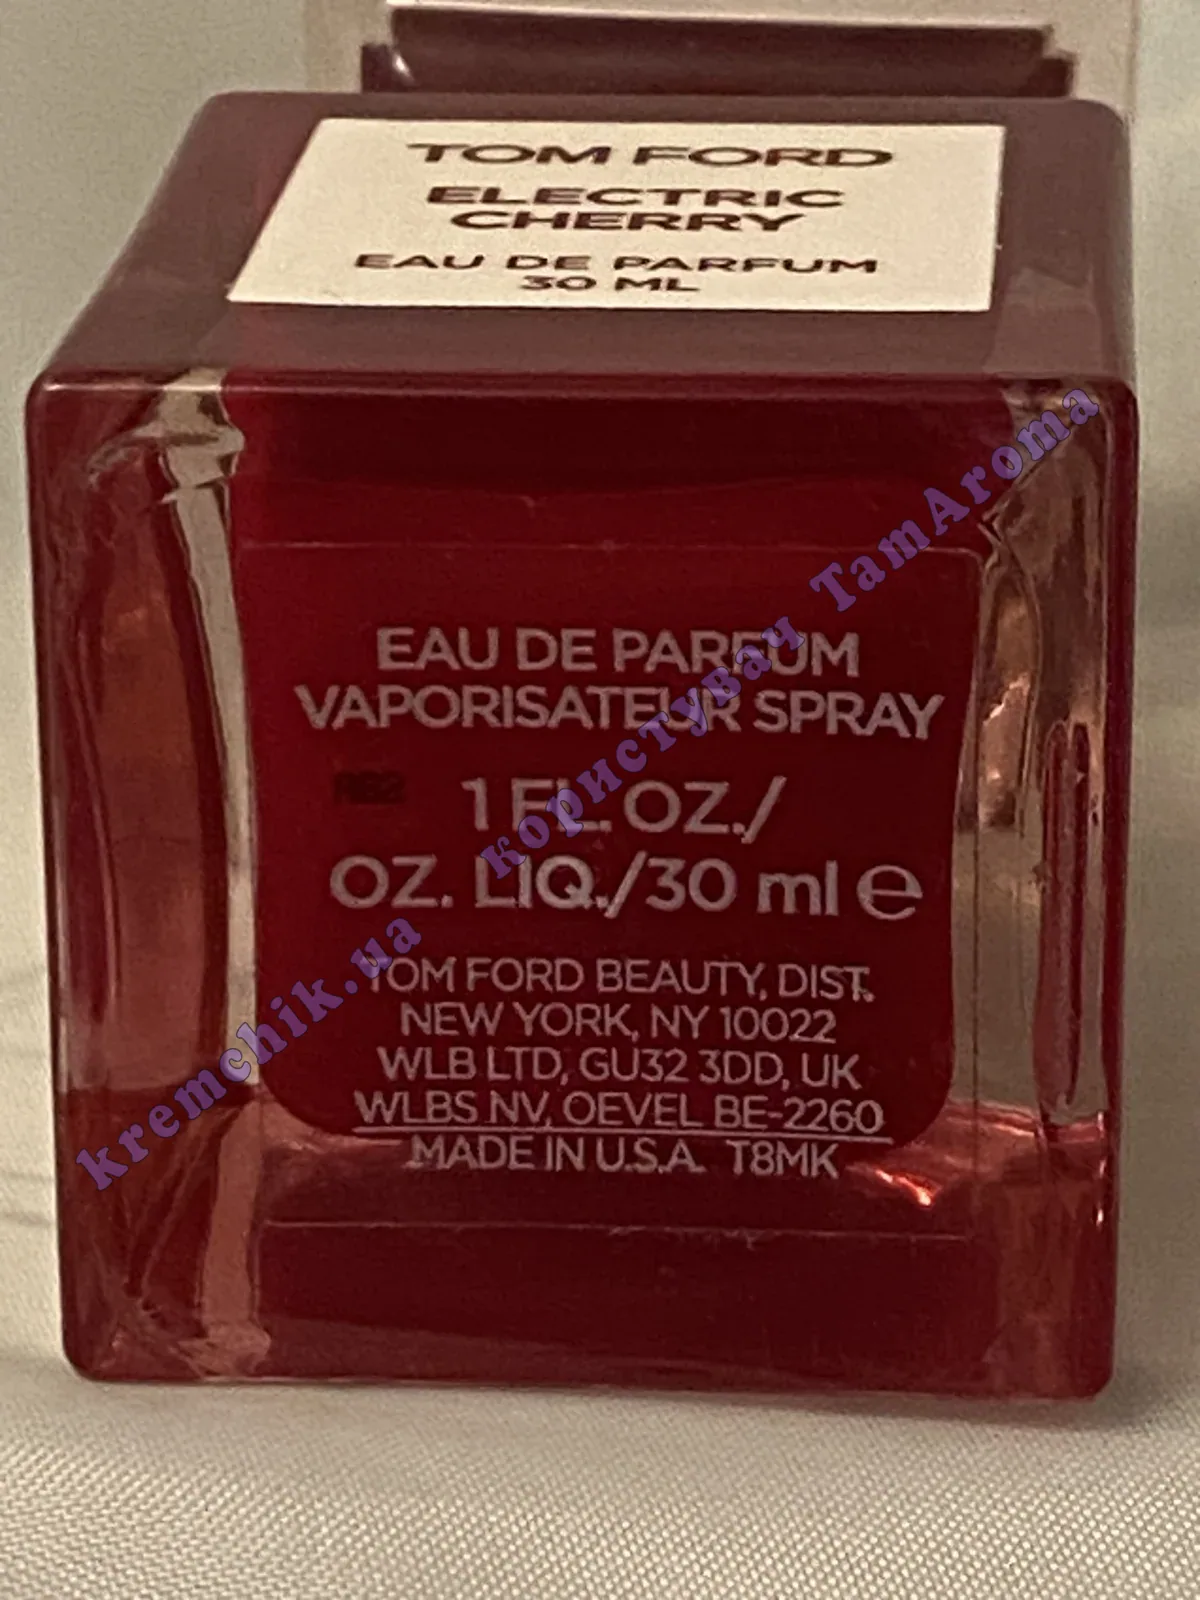 TOM FORD
ELECTRIC
CHERRY
EAU DE PARFUM
30 ML
EAU DE PARFUM
VAPORISATEUR SPRAY
1 FL. OZ./
OZ. LIQ./30 ml e
TOM FORD BEAUTY, DIST.
NEW YORK, NY 10022
WLB LTD, GU32 3DD, UK
WLBS NV, OEVEL BE-2260
MADE IN U.S.A. T8MK
kremchik.ua користувач TamAroma